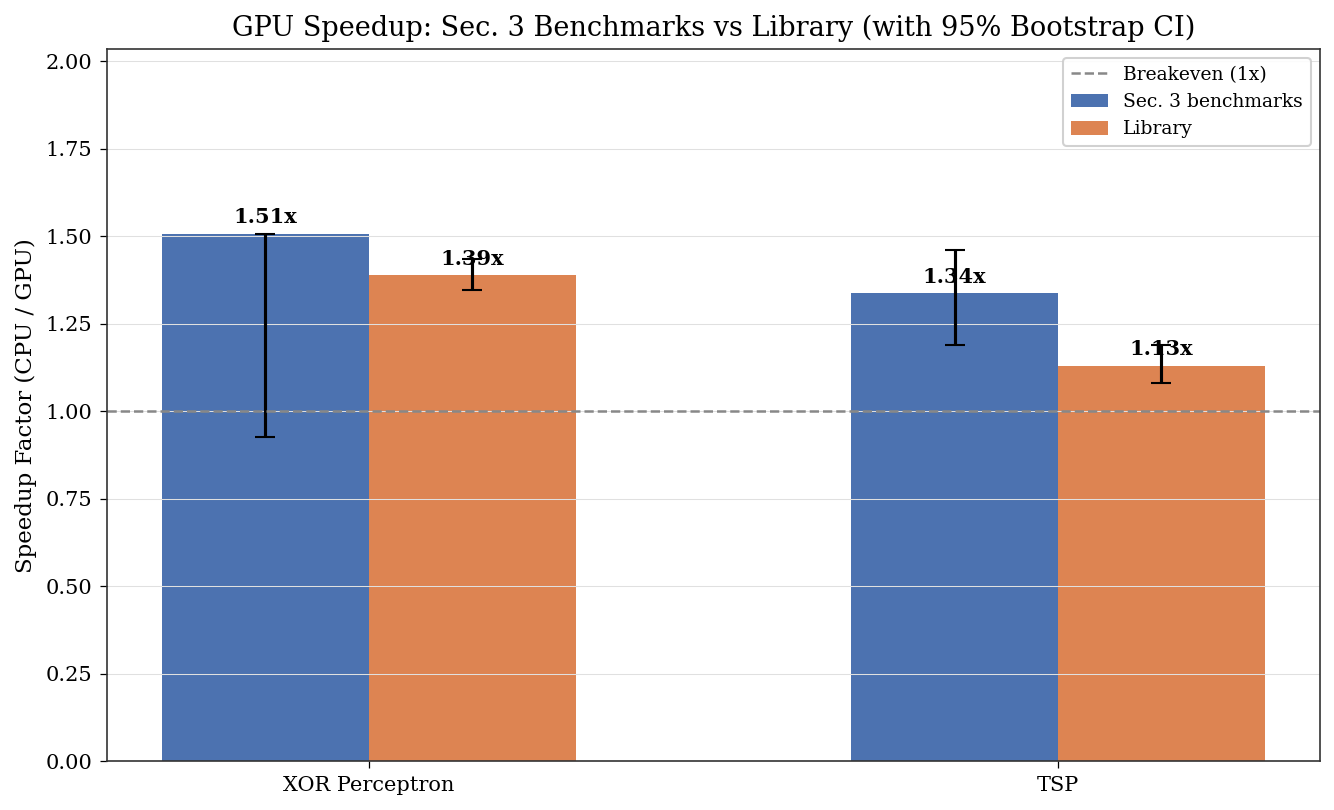 GPU Speedup: Sec. 3 Benchmarks vs Library (with 95% Bootstrap CI)
Breakeven (1x)
Sec. 3 benchmarks
Library
Speedup Factor (CPU / GPU)
2.00
1.75
1.50
1.25
1.00
0.75
0.50
0.25
0.00
1.51x
1.39x
1.34x
1.13x
XOR Perceptron
TSP